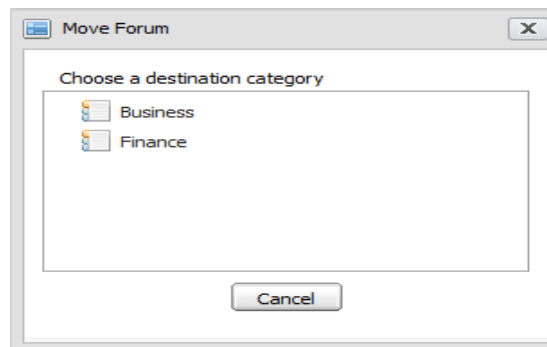 Move Forum
Choose a destination category
Business
Finance
Cancel